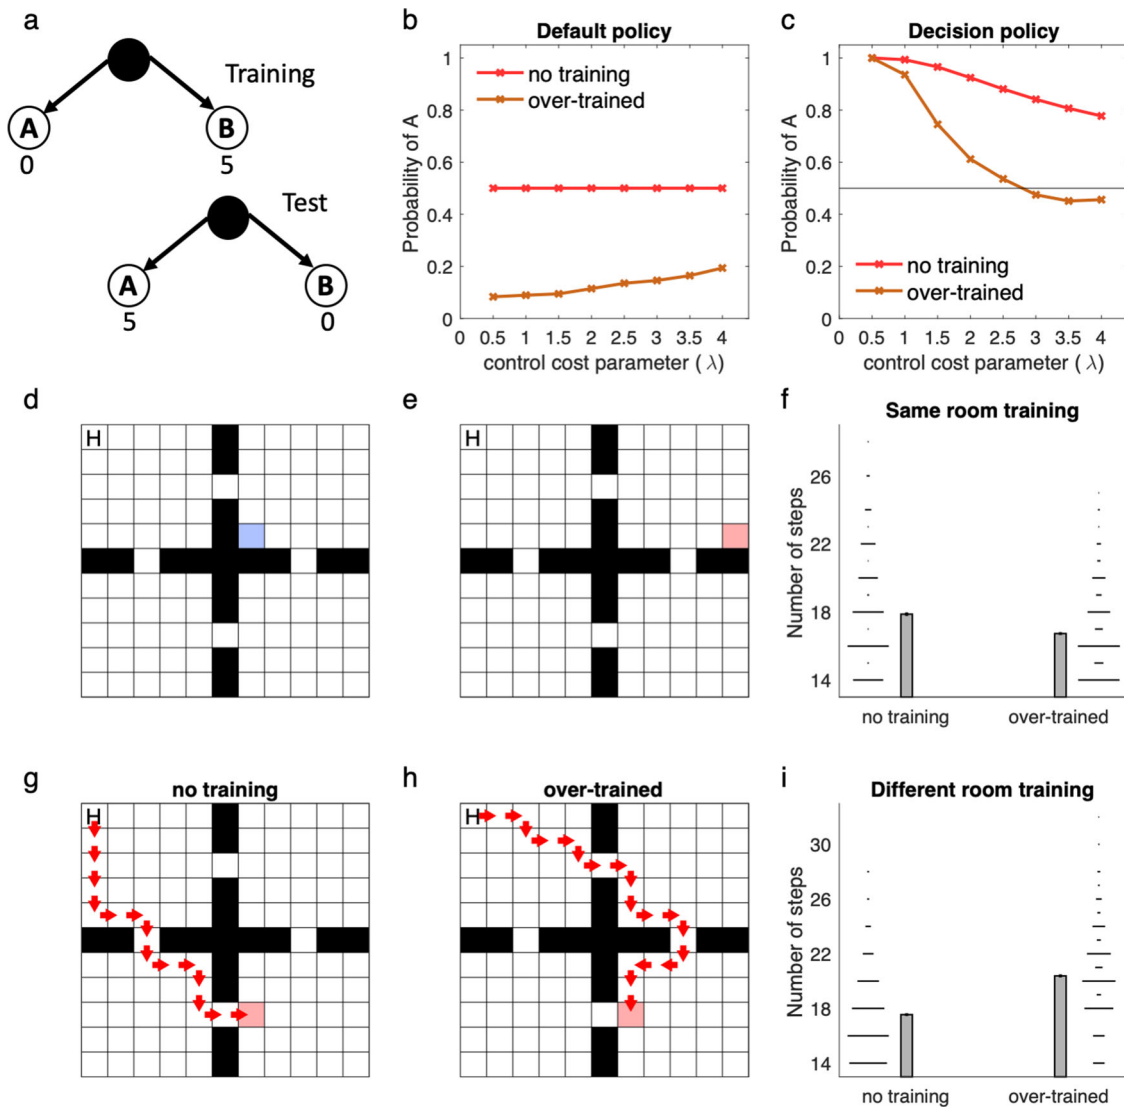 a
Training
A
B
0
5
Test
A
B
5
0
b
Default policy
Probability of A
1
0.8
0.6
0.4
0.2
0
no training
over-trained
0 0.5 1 1.5 2 2.5 3 3.5 4
control cost parameter ( λ)
c
Decision policy
Probability of A
1
0.8
0.6
0.4
0.2
0
no training
over-trained
0 0.5 1 1.5 2 2.5 3 3.5 4
control cost parameter ( λ)
d
H
e
H
f
Same room training
Number of steps
26
22
18
14
no training over-trained
g
no training
H
h
over-trained
H
i
Different room training
Number of steps
30
26
22
18
14
no training over-trained